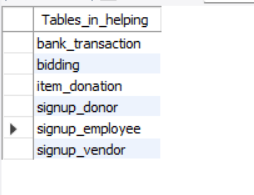 Tables_in_helping
bank_transaction
bidding
item_donation
signup_donor
signup_employee
signup_vendor